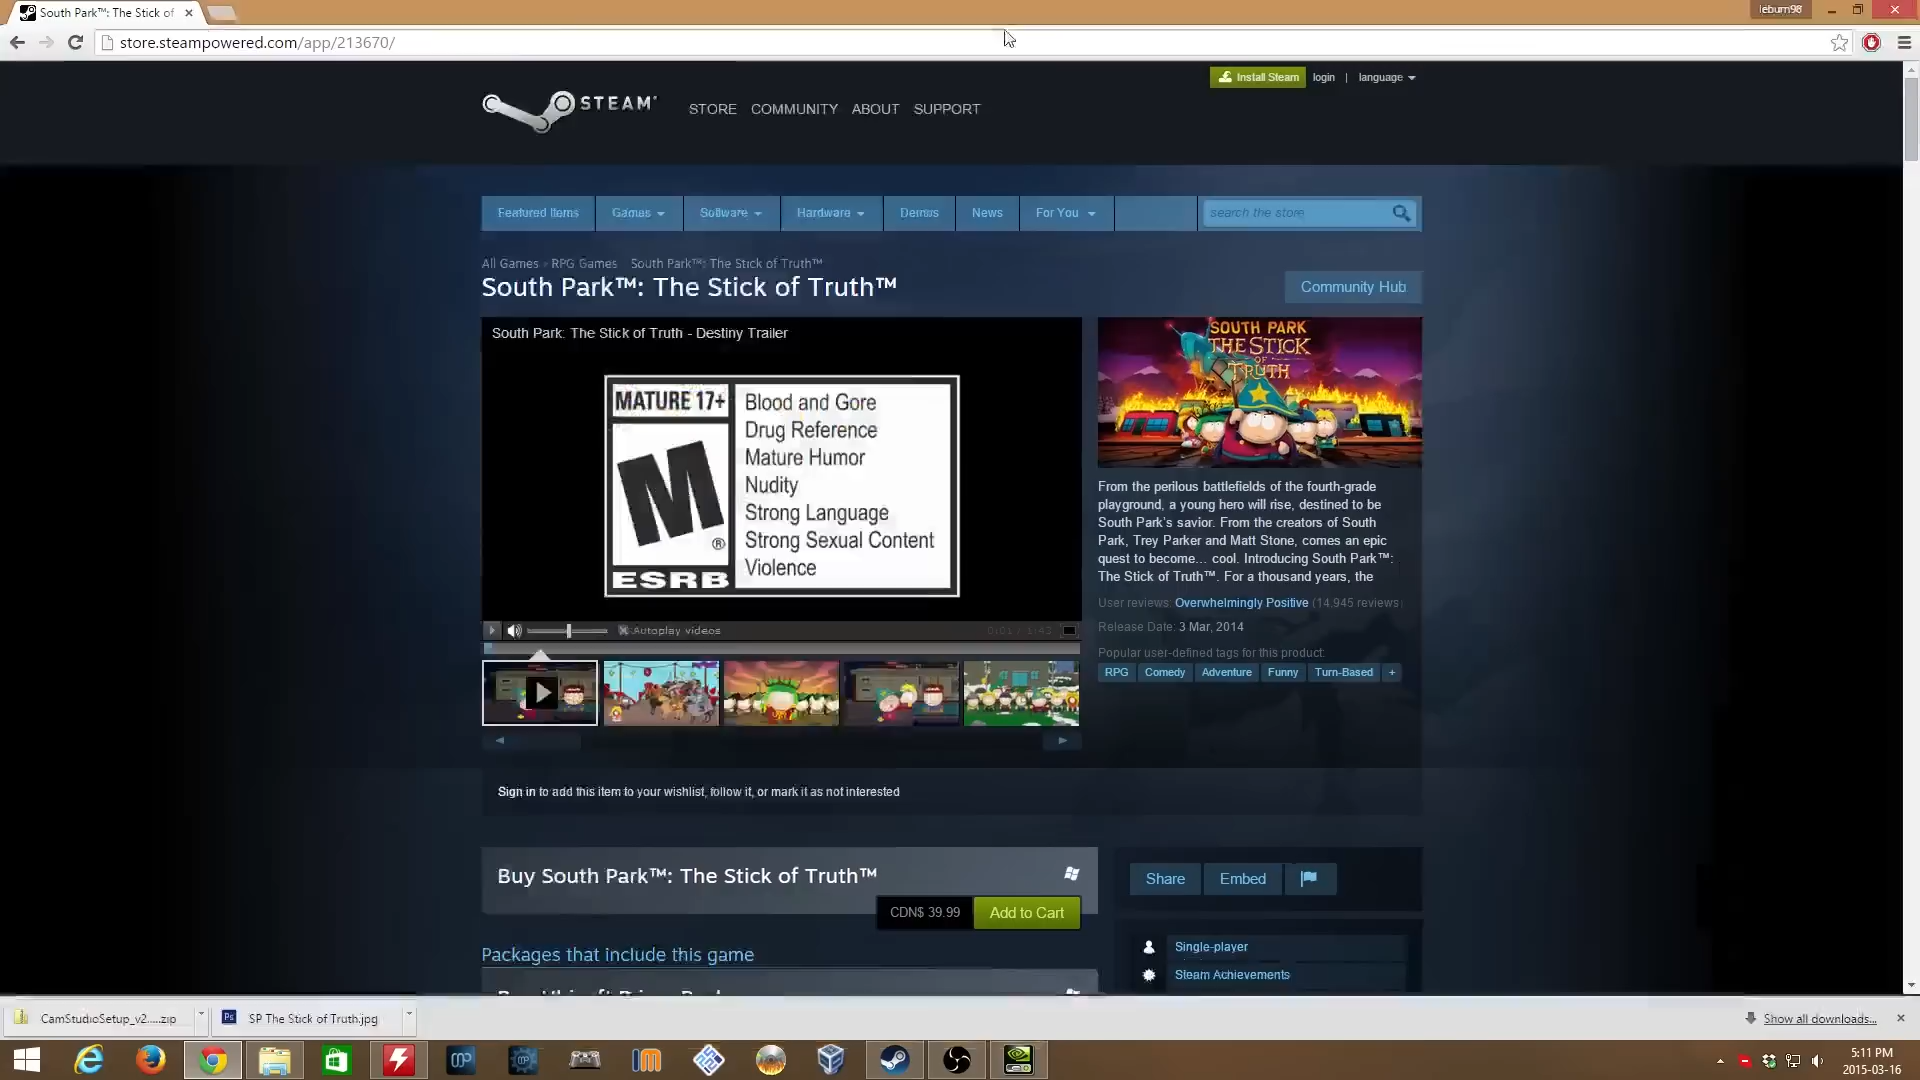 South Park™: The Stick of
leburn98
store.steampowered.com/app/213670/
Install Steam login | language
STEAM
STORE COMMUNITY ABOUT SUPPORT
Featured Items Games Software Hardware Demos News For You search the store
All Games RPG Games South Park™: The Stick of Truth™
South Park™: The Stick of Truth™
Community Hub
South Park: The Stick of Truth - Destiny Trailer
MATURE 17+
M ®
ESRB
Blood and Gore
Drug Reference
Mature Humor
Nudity
Strong Language
Strong Sexual Content
Violence
SOUTH PARK
THE STICK
OF
TRUTH
From the perilous battlefields of the fourth-grade
playground, a young hero will rise, destined to be
South Park's savior. From the creators of South
Park, Trey Parker and Matt Stone, comes an epic
quest to become... cool. Introducing South Park™:
The Stick of Truth™. For a thousand years, the
User reviews: Overwhelmingly Positive (14,945 reviews
Release Date: 3 Mar, 2014
Popular user-defined tags for this product:
RPG Comedy Adventure Funny Turn-Based +
Autoplay videos 0:01 / 1:42
Sign in to add this item to your wishlist, follow it, or mark it as not interested
Buy South Park™: The Stick of Truth™
CDN$ 39.99 Add to Cart
Share Embed
Packages that include this game
Single-player
Steam Achievements
CamStudioSetup_v2.....zip
SP The Stick of Truth.jpg
Show all downloads...
5:11 PM
2015-03-16